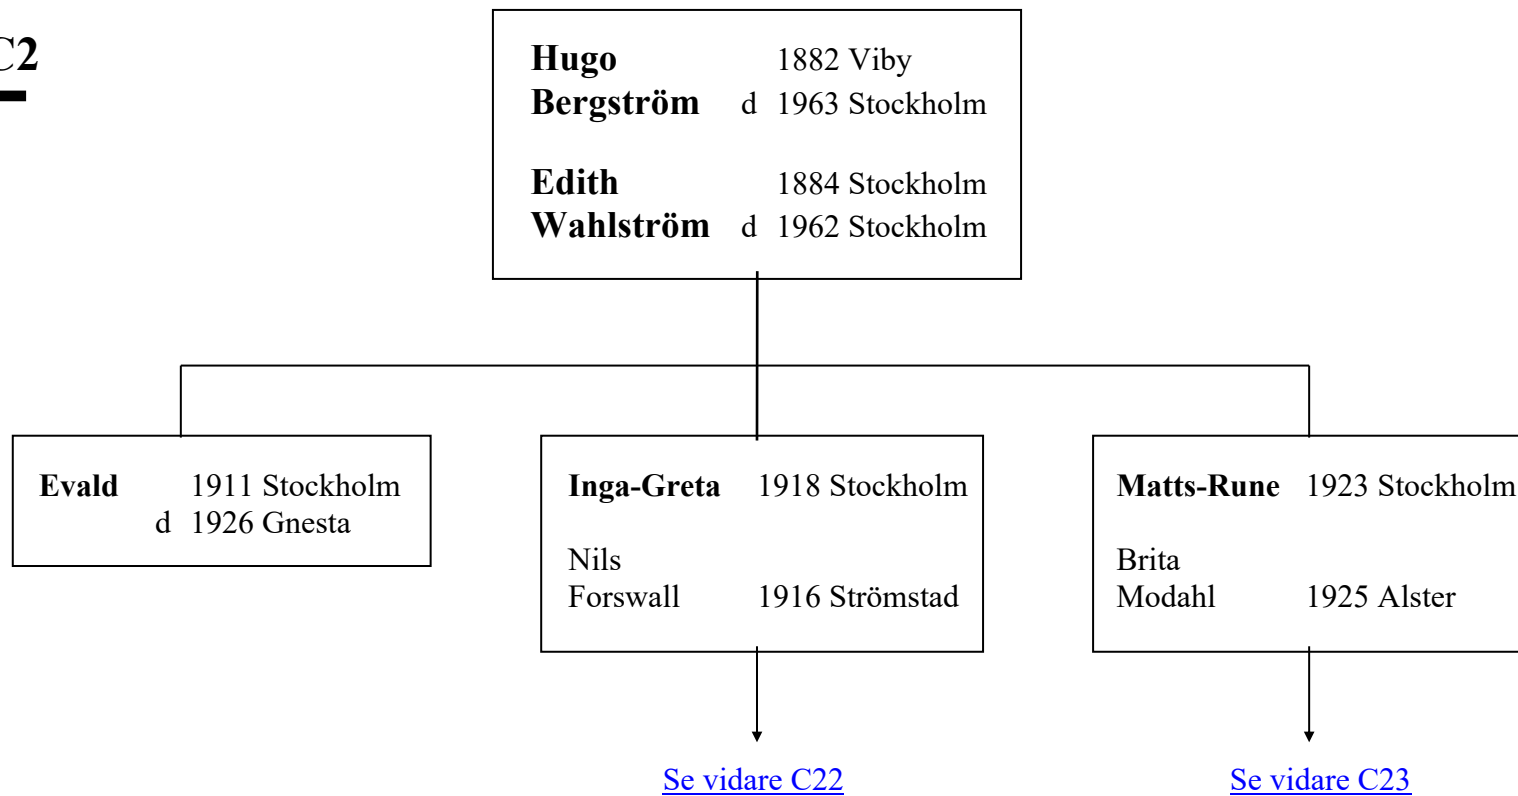 C2
Hugo 1882 Viby
Bergström d 1963 Stockholm
Edith 1884 Stockholm
Wahlström d 1962 Stockholm
Evald 1911 Stockholm
d 1926 Gnesta
Inga-Greta 1918 Stockholm
Nils
Forswall 1916 Strömstad
Matts-Rune 1923 Stockholm
Brita
Modahl 1925 Alster
Se vidare C22
Se vidare C23